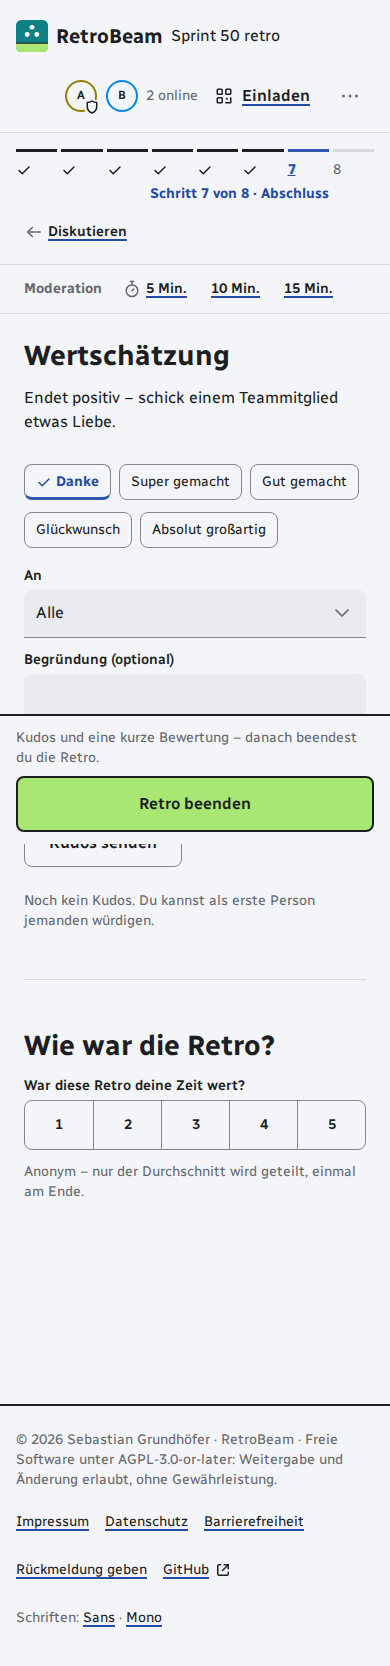 RetroBeam Sprint 50 retro
A B 2 online Einladen
7 8
Schritt 7 von 8 · Abschluss
Diskutieren
Moderation 5 Min. 10 Min. 15 Min.
Wertschätzung
Endet positiv – schick einem Teammitglied
etwas Liebe.
Danke Super gemacht Gut gemacht
Glückwunsch Absolut großartig
An
Alle
Begründung (optional)
Kudos und eine kurze Bewertung – danach beendest
du die Retro.
Retro beenden
Kudos senden
Noch kein Kudos. Du kannst als erste Person
jemanden würdigen.
Wie war die Retro?
War diese Retro deine Zeit wert?
1 2 3 4 5
Anonym – nur der Durchschnitt wird geteilt, einmal
am Ende.
© 2026 Sebastian Grundhöfer · RetroBeam · Freie
Software unter AGPL-3.0-or-later: Weitergabe und
Änderung erlaubt, ohne Gewährleistung.
Impressum Datenschutz Barrierefreiheit
Rückmeldung geben GitHub
Schriften: Sans · Mono